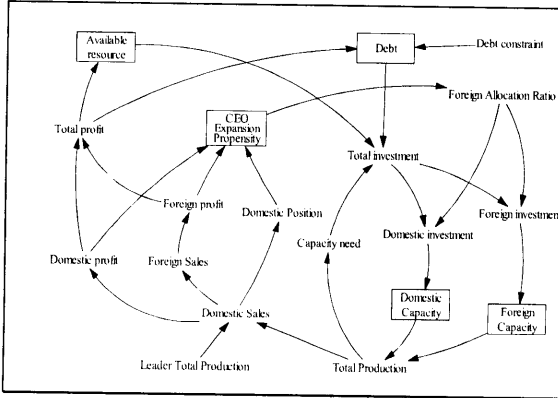 Available
resource
Debt
Debt constraint
Foreign Allocation Ratio
CEO
Expansion
Propensity
Total profit
Total investment
Foreign profit
Domestic Position
Foreign investment
Capacity need
Domestic investment
Domestic profit
Foreign Sales
Domestic
Capacity
Foreign
Capacity
Domestic Sales
Leader Total Production
Total Production